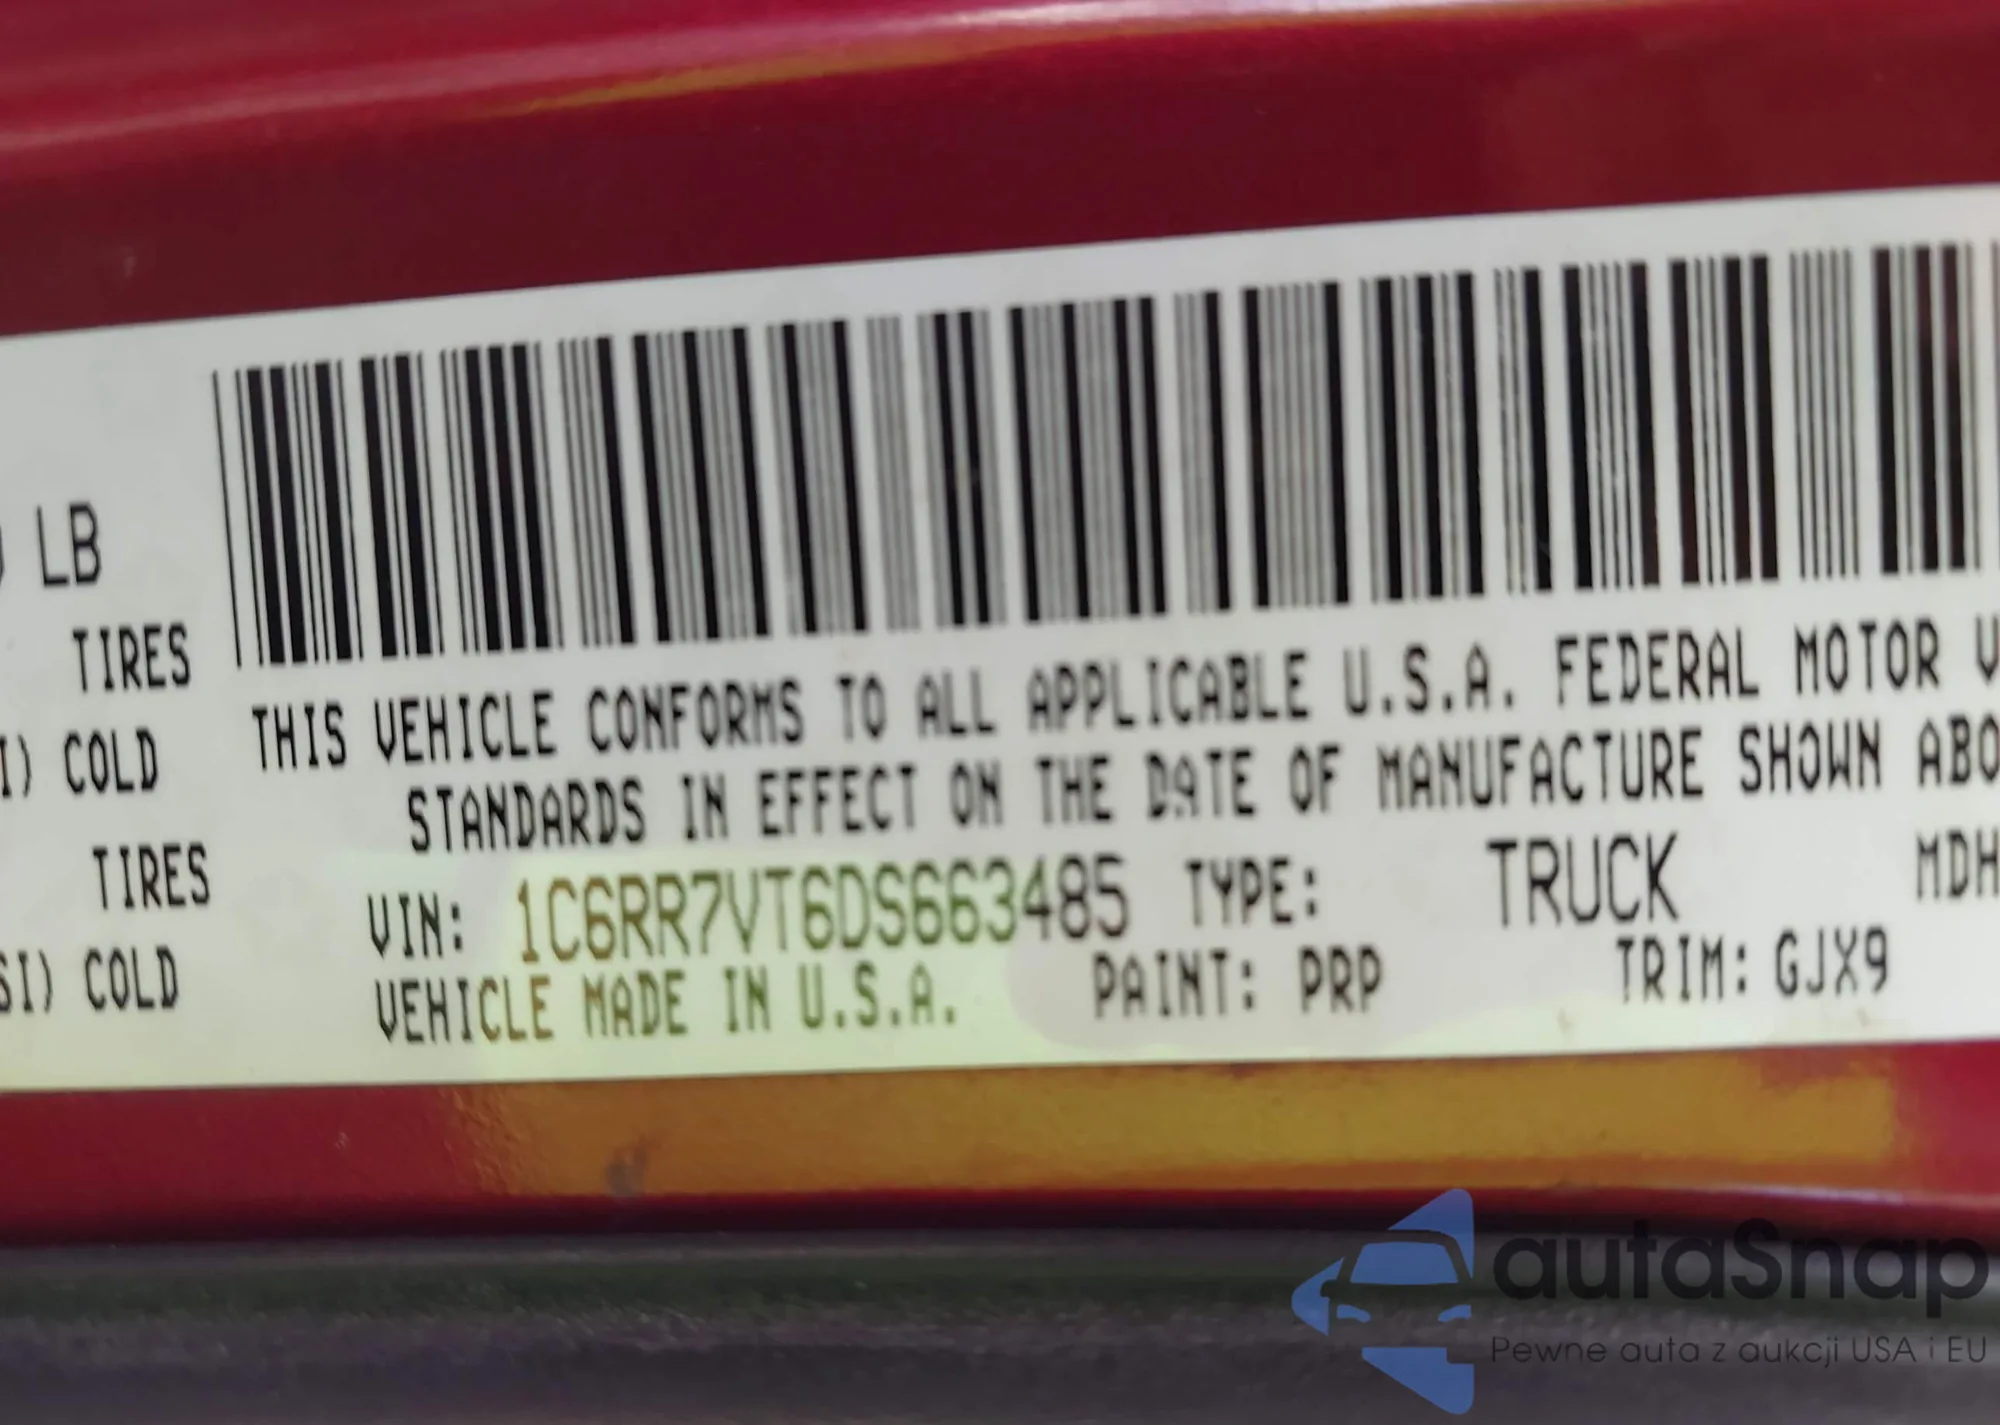 LB
TIRES
COLD
TIRES
COLD
THIS VEHICLE CONFORMS TO ALL APPLICABLE U.S.A. FEDERAL MOTOR V
STANDARDS IN EFFECT ON THE DATE OF MANUFACTURE SHOWN ABO
VIN: 1C6RR7VT6DS663485 TYPE: TRUCK MDH
VEHICLE MADE IN U.S.A. PAINT: PRP TRIM: GJX9
autaSnap
Pewne auta z aukcji USA i EU